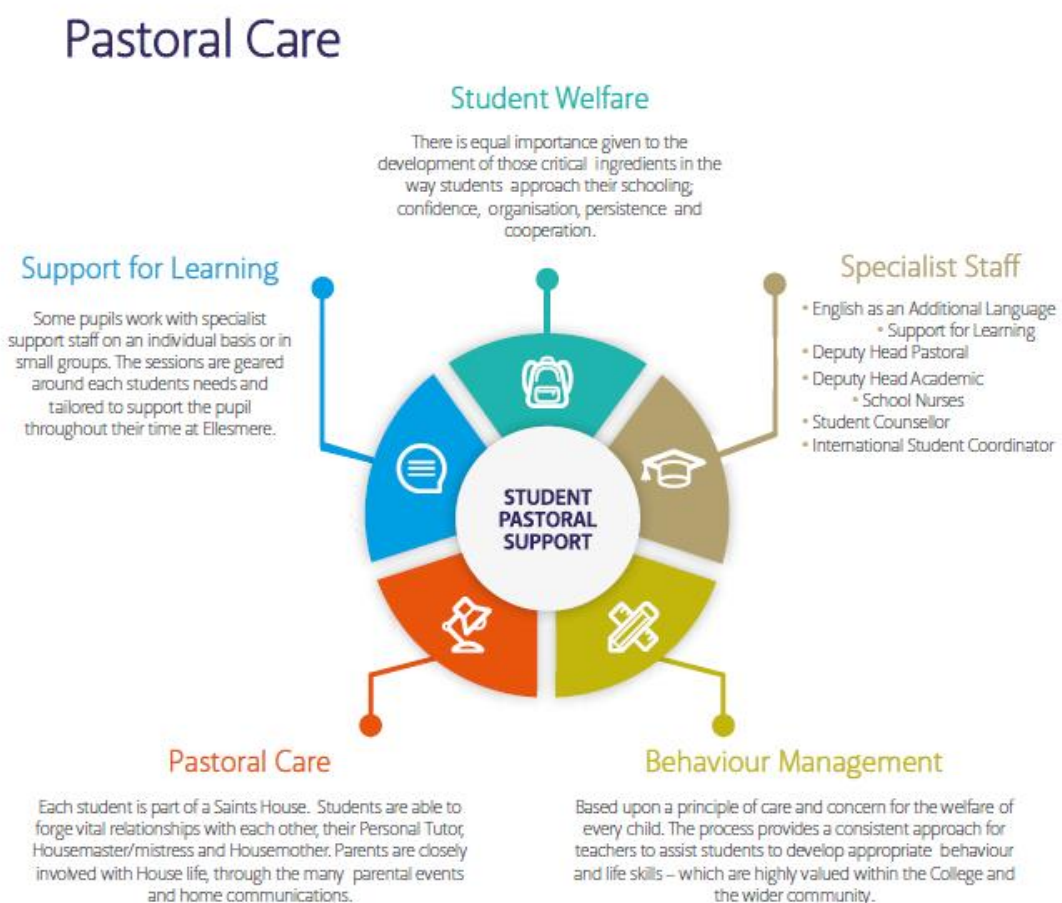 Pastoral Care
Student Welfare
There is equal importance given to the
development of those critical ingredients in the
way students approach their schooling;
confidence, organisation, persistence and
cooperation.
Support for Learning
Some pupils work with specialist
support staff on an individual basis or in
small groups. The sessions are geared
around each students needs and
tailored to support the pupil
throughout their time at Ellesmere.
Specialist Staff
• English as an Additional Language
• Support for Learning
• Deputy Head Pastoral
• Deputy Head Academic
• School Nurses
• Student Counsellor
• International Student Coordinator
STUDENT
PASTORAL
SUPPORT
Pastoral Care
Each student is part of a Saints House. Students are able to
forge vital relationships with each other, their Personal Tutor,
Housemaster/mistress and Housemother. Parents are closely
involved with House life, through the many parental events
and home communications.
Behaviour Management
Based upon a principle of care and concern for the welfare of
every child. The process provides a consistent approach for
teachers to assist students to develop appropriate behaviour
and life skills – which are highly valued within the College and
the wider community.